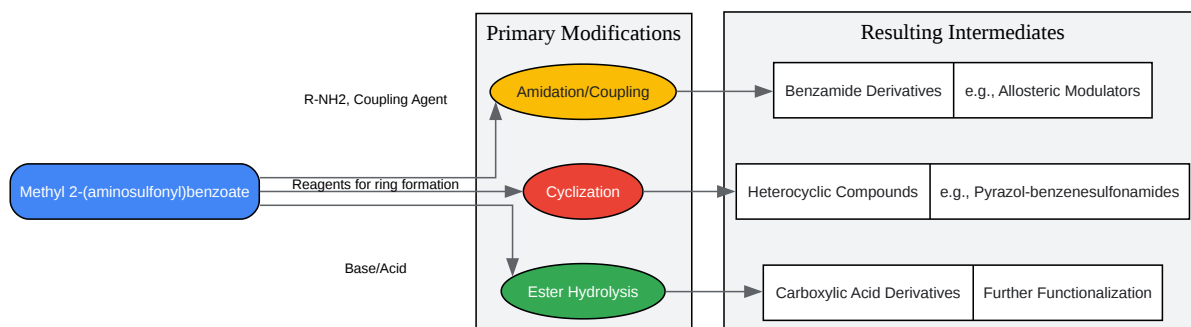 Primary Modifications
Resulting Intermediates
R-NH2, Coupling Agent
Amidation/Coupling
Benzamide Derivatives
e.g., Allosteric Modulators
Methyl 2-(aminosulfonyl)benzoate
Reagents for ring formation
Cyclization
Heterocyclic Compounds
e.g., Pyrazol-benzenesulfonamides
Base/Acid
Ester Hydrolysis
Carboxylic Acid Derivatives
Further Functionalization